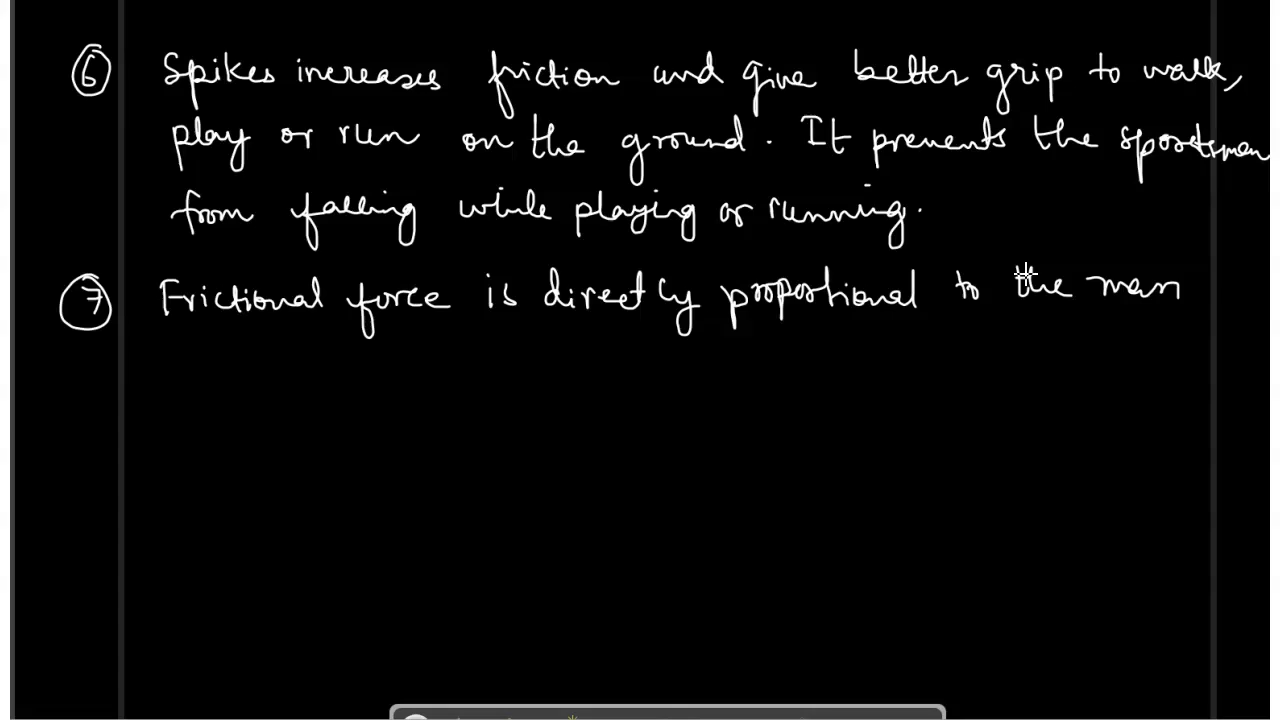 ⑥ Spikes increases friction and give better grip to walk,
play or run on the ground. It prevents the sportsmen
from falling while playing or running.
⑦ Frictional force is directly proportional to the